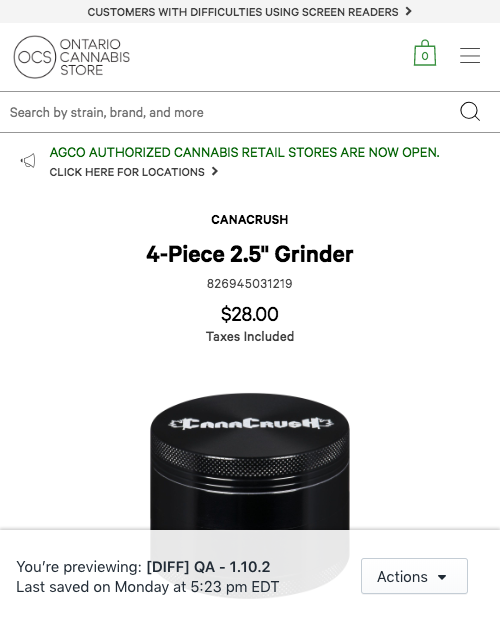 CUSTOMERS WITH DIFFICULTIES USING SCREEN READERS
OCS
ONTARIO
CANNABIS
STORE
0
Search by strain, brand, and more
AGCO AUTHORIZED CANNABIS RETAIL STORES ARE NOW OPEN.
CLICK HERE FOR LOCATIONS
CANACRUSH
4-Piece 2.5" Grinder
826945031219
$28.00
Taxes Included
CANACRUSH
You're previewing: [DIFF] QA - 1.10.2
Last saved on Monday at 5:23 pm EDT
Actions